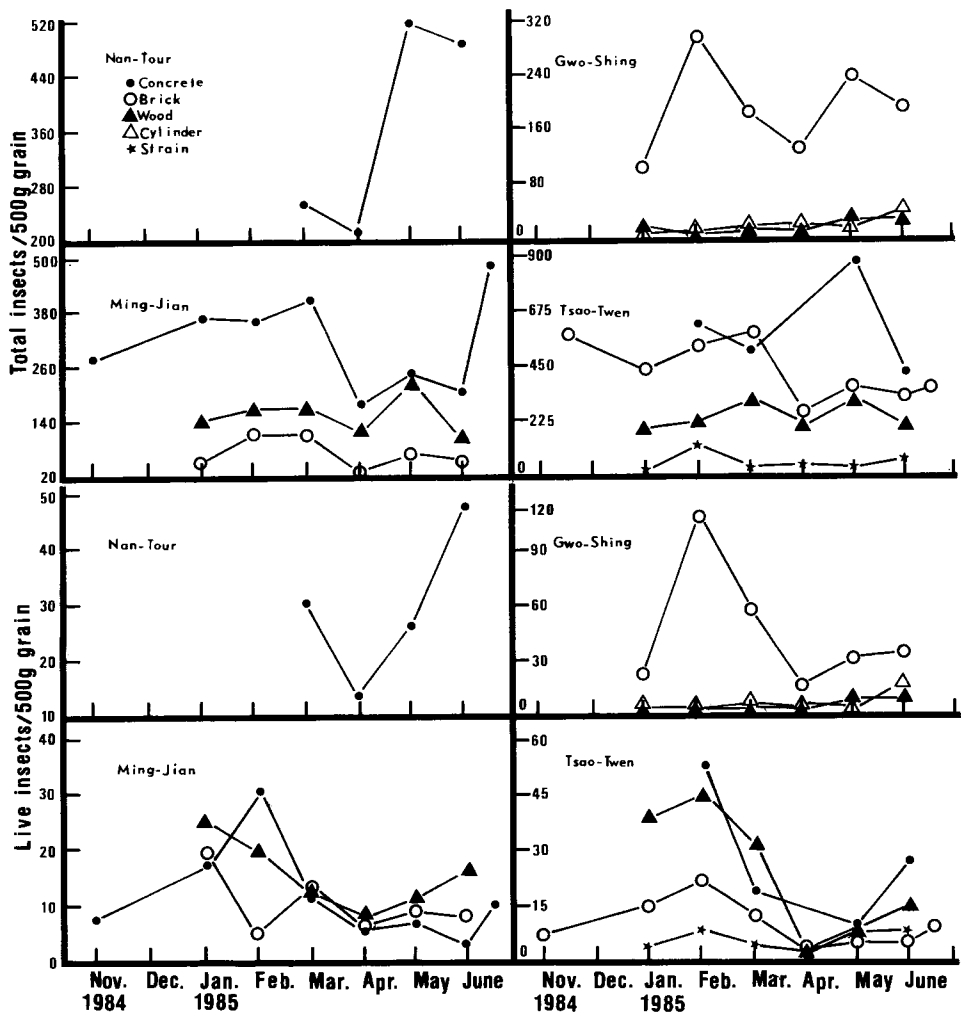 Total insects/500g grain
520
440
360
280
200
Nan-Tour
Concrete
Brick
Wood
Cylinder
Strain
320
240
160
80
0
Gwo-Shing
500
380
260
140
20
Ming-Jian
900
675
450
225
0
Tsao-Twen
Live insects/500g grain
50
40
30
20
10
Nan-Tour
120
90
60
30
0
Gwo-Shing
40
30
20
10
0
Ming-Jian
60
45
30
15
0
Tsao-Twen
Nov. Dec. Jan. Feb. Mar. Apr. May June
1984 1985
Nov. Dec. Jan. Feb. Mar. Apr. May June
1984 1985